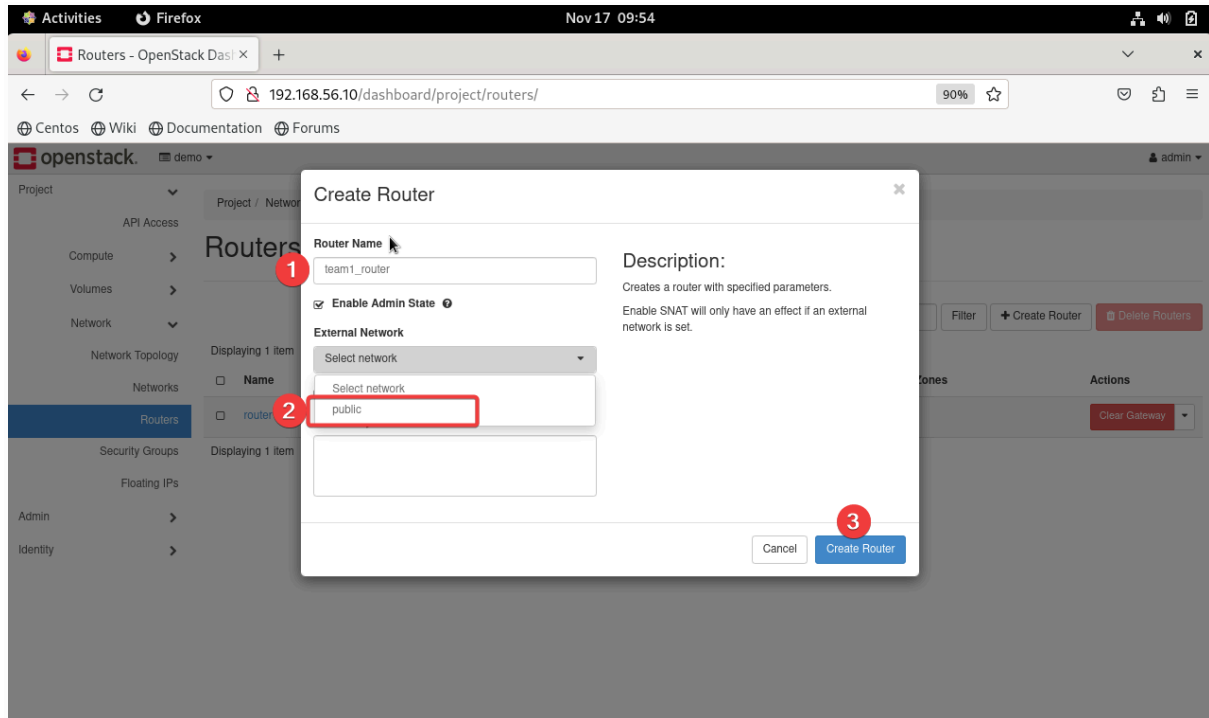 Activities Firefox Nov 17 09:54
Routers - OpenStack Das
192.168.56.10/dashboard/project/routers/ 90%
Centos Wiki Documentation Forums
openstack. demo admin
Project
API Access
Compute
Volumes
Network
Network Topology
Networks
Routers
Security Groups
Floating IPs
Admin
Identity
Project / Networ
Routers
Filter + Create Router Delete Routers
Displaying 1 item
Name Zones Actions
router Clear Gateway
Displaying 1 item
Create Router
Router Name
1 team1_router
Enable Admin State
External Network
Select network
Select network
2 public
Description:
Creates a router with specified parameters.
Enable SNAT will only have an effect if an external
network is set.
3
Cancel Create Router